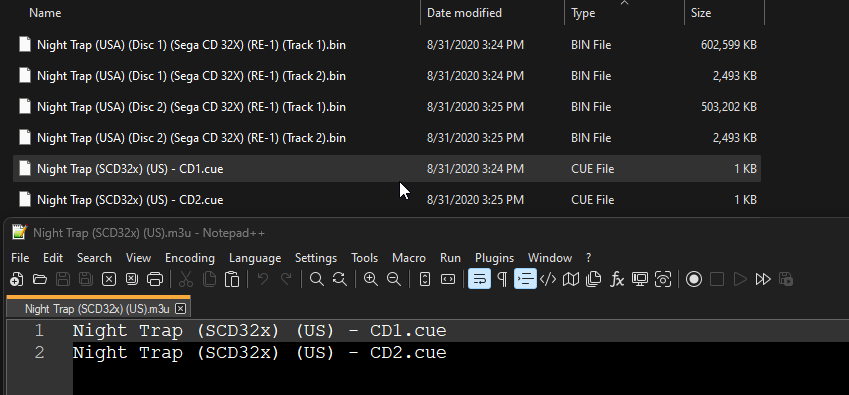 Name Date modified Type Size
Night Trap (USA) (Disc 1) (Sega CD 32X) (RE-1) (Track 1).bin 8/31/2020 3:24 PM BIN File 602,599 KB
Night Trap (USA) (Disc 1) (Sega CD 32X) (RE-1) (Track 2).bin 8/31/2020 3:24 PM BIN File 2,493 KB
Night Trap (USA) (Disc 2) (Sega CD 32X) (RE-1) (Track 1).bin 8/31/2020 3:25 PM BIN File 503,202 KB
Night Trap (USA) (Disc 2) (Sega CD 32X) (RE-1) (Track 2).bin 8/31/2020 3:25 PM BIN File 2,493 KB
Night Trap (SCD32x) (US) - CD1.cue 8/31/2020 3:24 PM CUE File 1 KB
Night Trap (SCD32x) (US) - CD2.cue 8/31/2020 3:25 PM CUE File 1 KB
Night Trap (SCD32x) (US).m3u - Notepad++
File Edit Search View Encoding Language Settings Tools Macro Run Plugins Window ?
Night Trap (SCD32x) (US).m3u
1 Night Trap (SCD32x) (US) - CD1.cue
2 Night Trap (SCD32x) (US) - CD2.cue